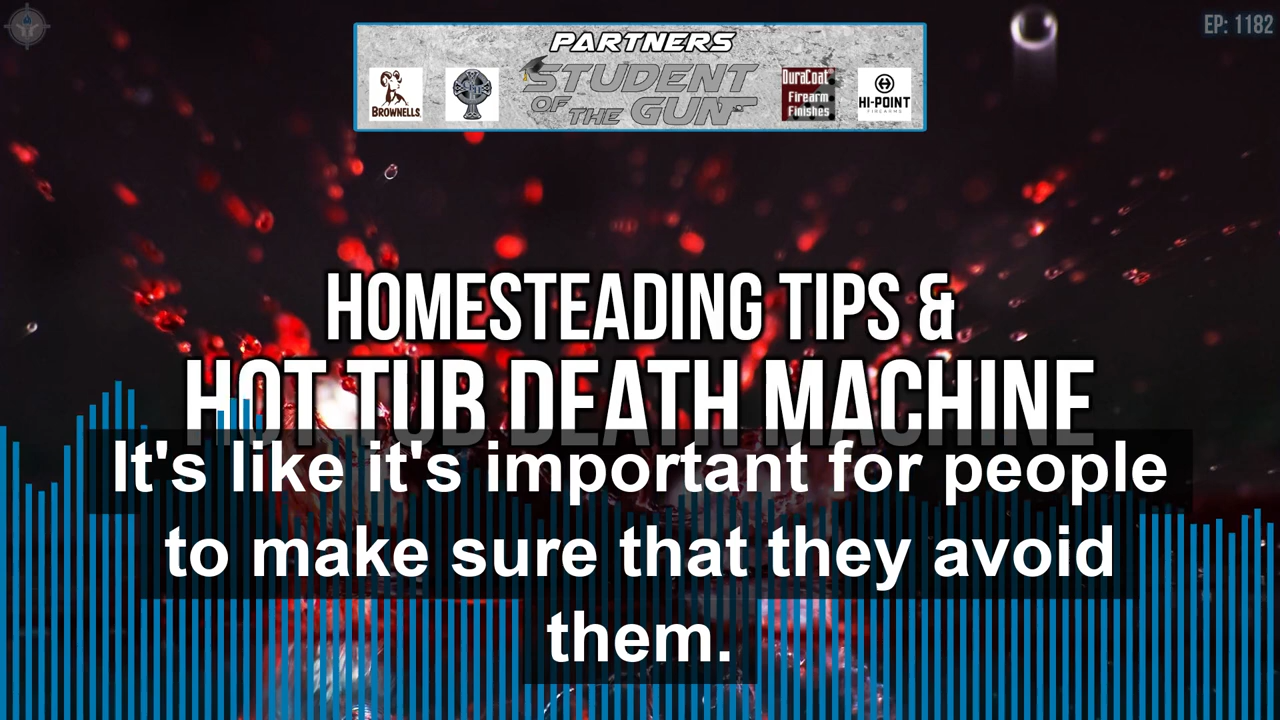 EP: 1182
PARTNERS
BROWNELLS
STUDENT
OF THE GUN
DuraCoat
Firearm
Finishes
HI-POINT
FIREARMS
HOMESTEADING TIPS &
HOT TUB DEATH MACHINE
It's like it's important for people
to make sure that they avoid
them.